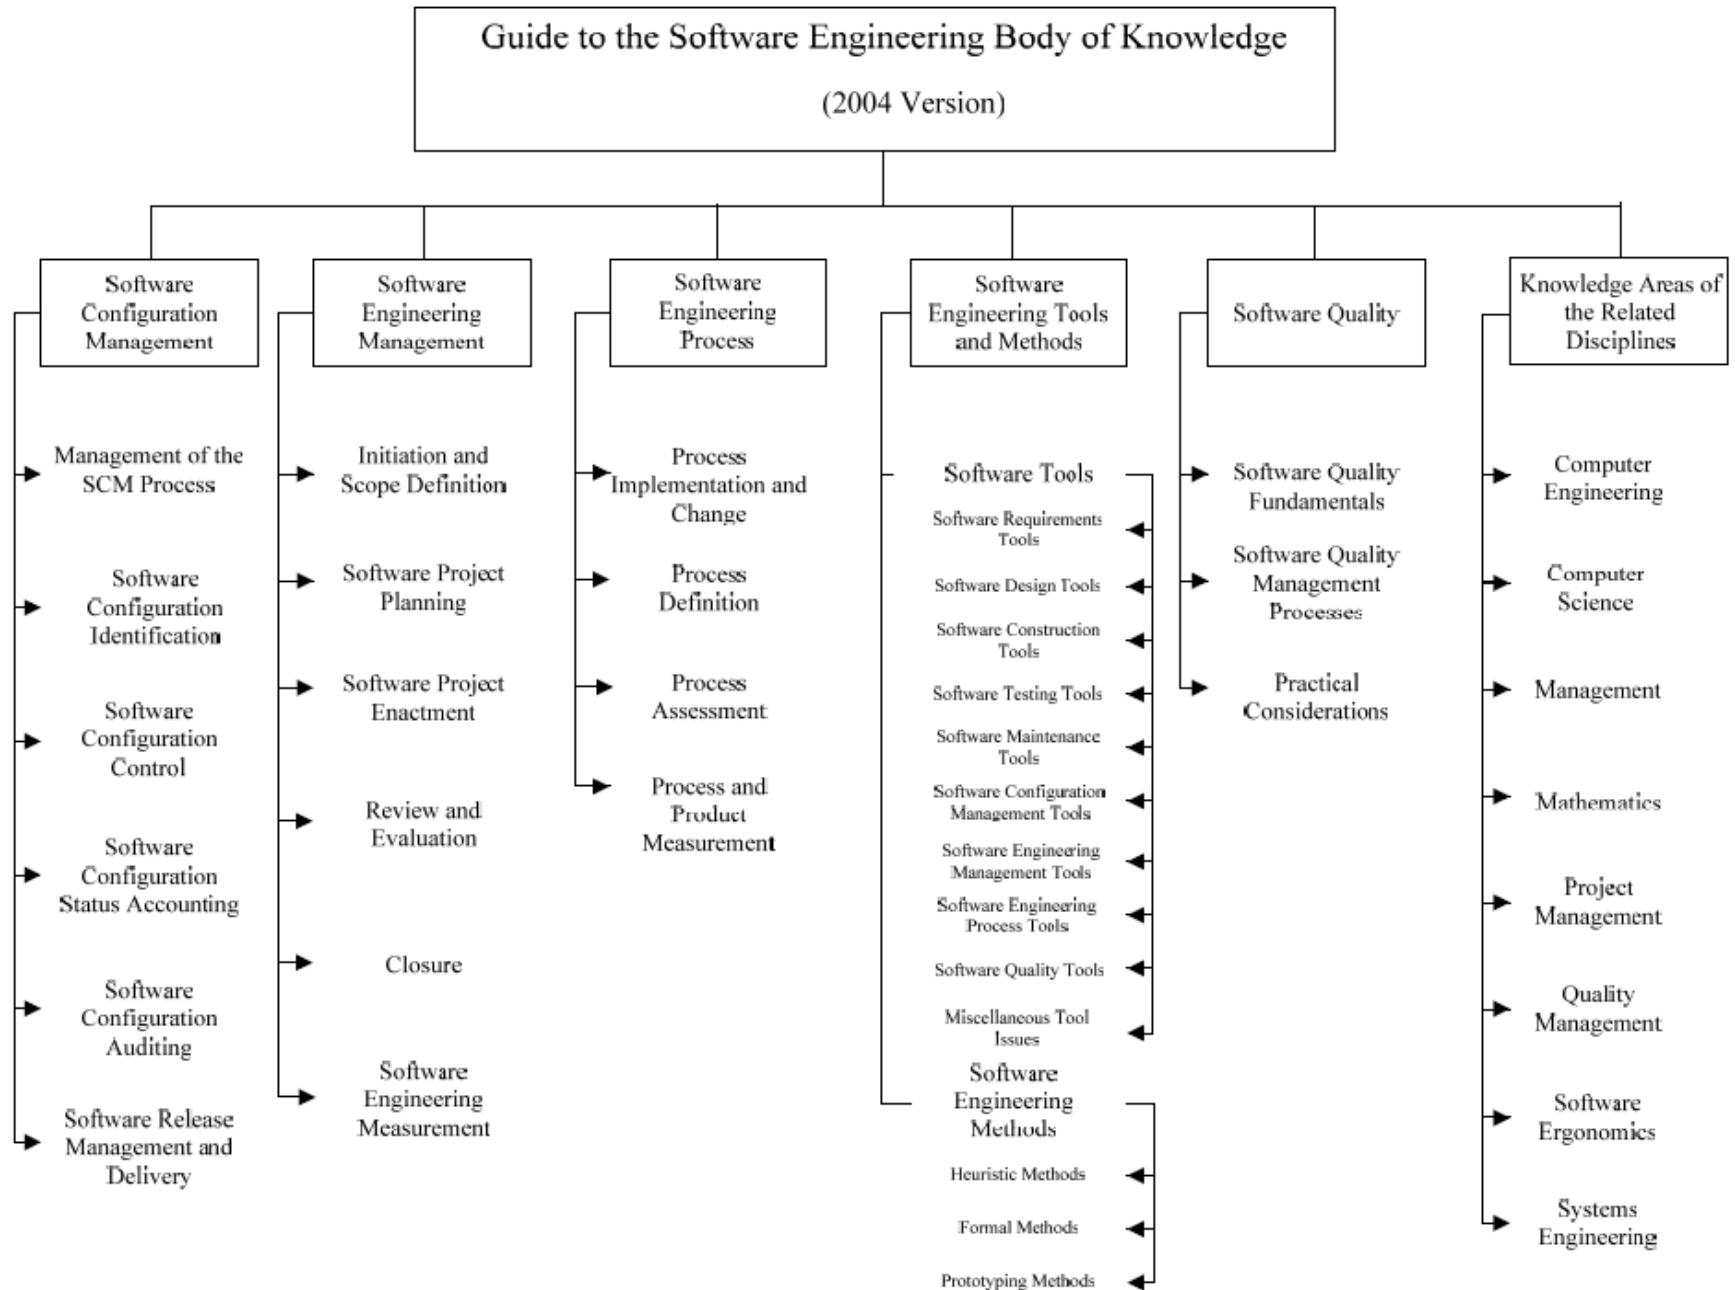 Guide to the Software Engineering Body of Knowledge
(2004 Version)
Software
Configuration
Management
Management of the
SCM Process
Software
Configuration
Identification
Software
Configuration
Control
Software
Configuration
Status Accounting
Software
Configuration
Auditing
Software Release
Management and
Delivery
Software
Engineering
Management
Initiation and
Scope Definition
Software Project
Planning
Software Project
Enactment
Review and
Evaluation
Closure
Software
Engineering
Measurement
Software
Engineering
Process
Process
Implementation and
Change
Process
Definition
Process
Assessment
Process and
Product
Measurement
Software
Engineering Tools
and Methods
Software Tools
Software Requirements
Tools
Software Design Tools
Software Construction
Tools
Software Testing Tools
Software Maintenance
Tools
Software Configuration
Management Tools
Software Engineering
Management Tools
Software Engineering
Process Tools
Software Quality Tools
Miscellaneous Tool
Issues
Software
Engineering
Methods
Heuristic Methods
Formal Methods
Prototyping Methods
Software Quality
Software Quality
Fundamentals
Software Quality
Management
Processes
Practical
Considerations
Knowledge Areas of
the Related
Disciplines
Computer
Engineering
Computer
Science
Management
Mathematics
Project
Management
Quality
Management
Software
Ergonomics
Systems
Engineering